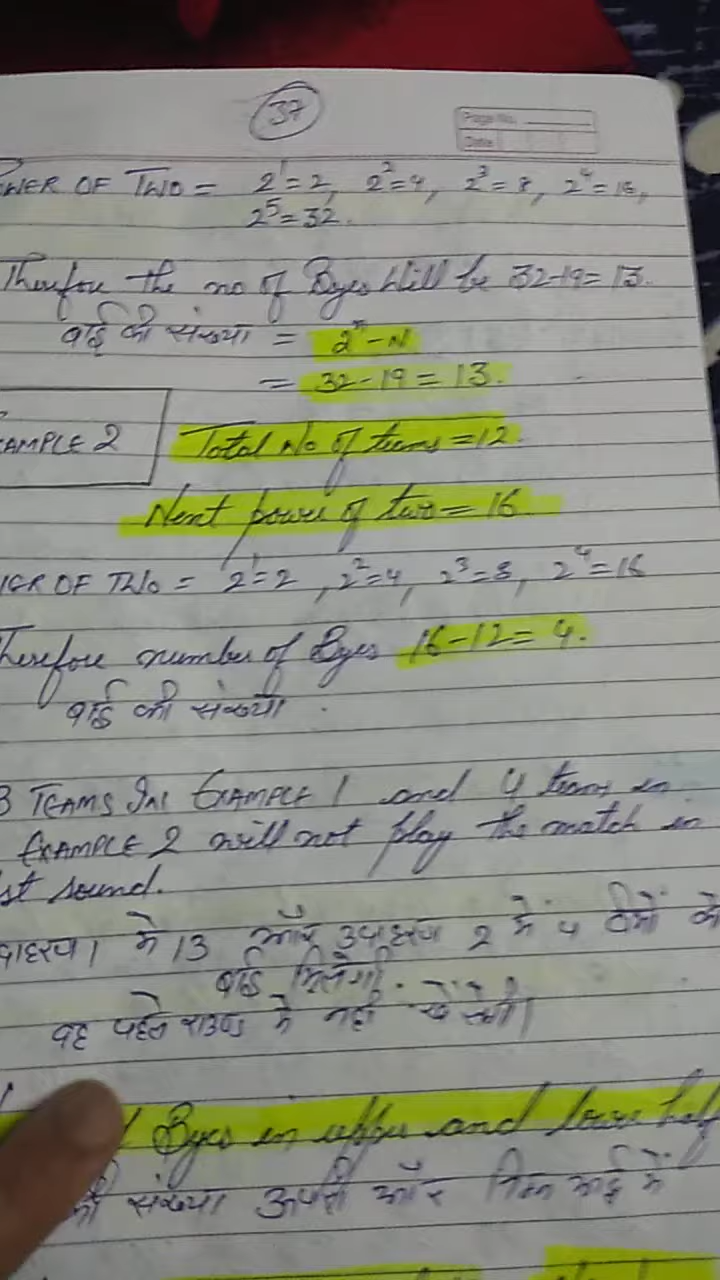 37
Page No.
Date
WER OF TWO = 2¹=2, 2²=4, 2³=8, 2⁴=16,
2⁵=32.
Therefore the no of Byes Will be 32-19=13.
बाई की संख्या = 2ⁿ-N
= 32-19=13.
AMPLE 2
Total No of teams=12.
Next power of two= 16
ER OF TWO = 2¹=2, 2²=4, 2³=8, 2⁴=16
Therefore number of Byes 16-12=4.
बाई की संख्या .
3 TEAMS IN EXAMPLE 1 and 4 teams in
EXAMPLE 2 will not play the match in
st round.
दाहरण 1 में 13 और उदाहरण 2 में 4 टीमों को
बाई मिलेगी.
वह पहले राउण्ड में नहीं खेलेंगी।
Byes in upper and lower half
की संख्या ऊपरी और निम्न हाई में